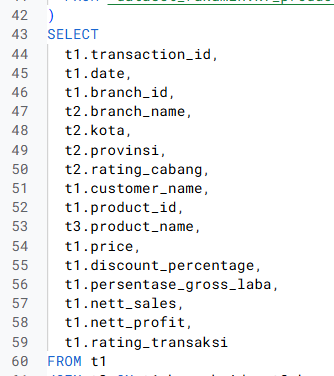 42 )
43 SELECT
44 t1.transaction_id,
45 t1.date,
46 t1.branch_id,
47 t2.branch_name,
48 t2.kota,
49 t2.provinsi,
50 t2.rating_cabang,
51 t1.customer_name,
52 t1.product_id,
53 t3.product_name,
54 t1.price,
55 t1.discount_percentage,
56 t1.persentase_gross_laba,
57 t1.nett_sales,
58 t1.nett_profit,
59 t1.rating_transaksi
60 FROM t1